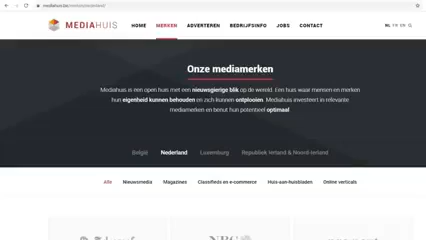 mediahuis.be/merken/nederland/
MEDIAHUIS
HOME MERKEN ADVERTEREN BEDRIJFSINFO JOBS CONTACT
NL FR EN
Onze mediamerken
Mediahuis is een open huis met een nieuwsgierige blik op de wereld. Een huis waar mensen en merken
hun eigenheid kunnen behouden en zich kunnen ontplooien. Mediahuis investeert in relevante
mediamerken en benut hun potentieel optimaal
België Nederland Luxemburg Republiek Ierland & Noord-Ierland
Alle Nieuwsmedia Magazines Classifieds en e-commerce Huis-aan-huisbladen Online verticals
NRC